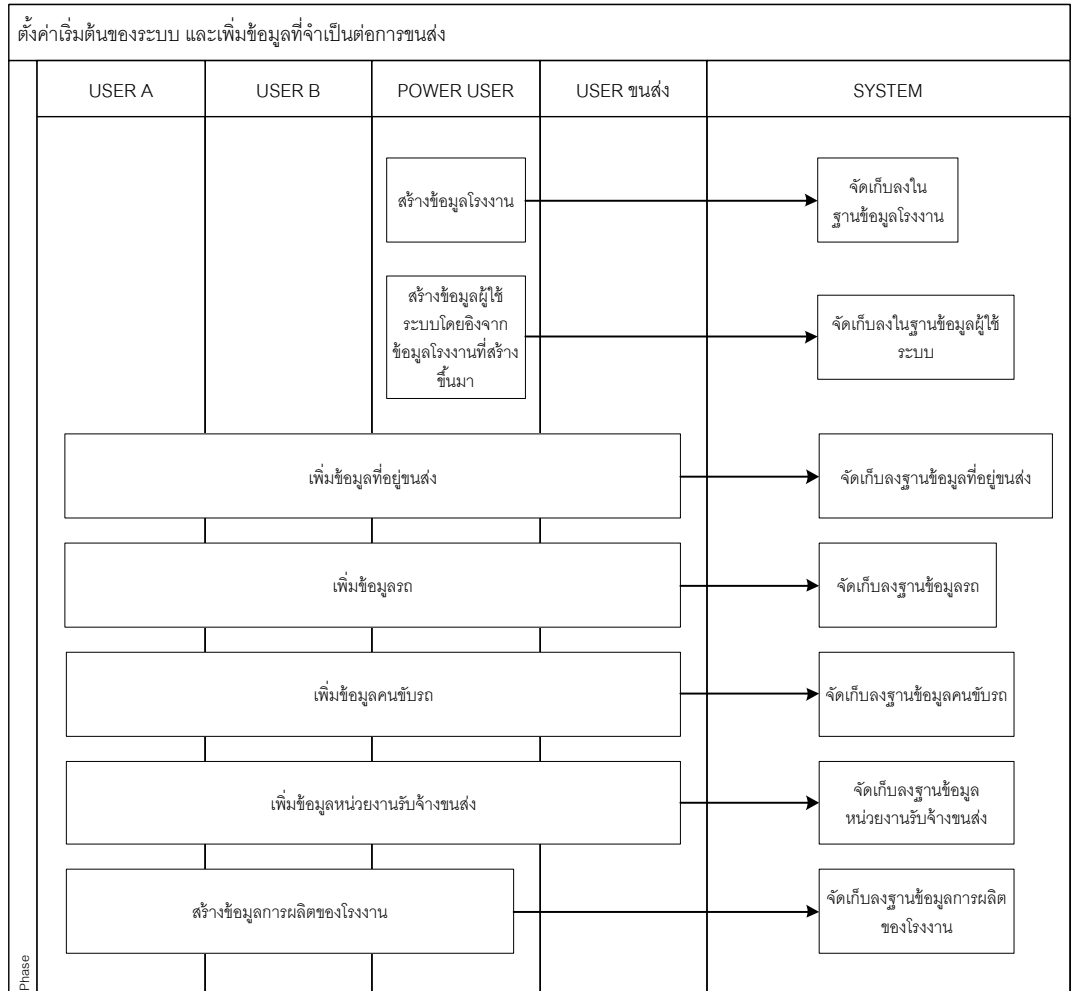 ตั้งค่าเริ่มต้นของระบบ และเพิ่มข้อมูลที่จำเป็นต่อการขนส่ง
USER A
USER B
POWER USER
USER ขนส่ง
SYSTEM
สร้างข้อมูลโรงงาน
จัดเก็บลงใน
ฐานข้อมูลโรงงาน
สร้างข้อมูลผู้ใช้
ระบบโดยอิงจาก
ข้อมูลโรงงานที่สร้าง
ขึ้นมา
จัดเก็บลงในฐานข้อมูลผู้ใช้
ระบบ
เพิ่มข้อมูลที่อยู่ขนส่ง
จัดเก็บลงฐานข้อมูลที่อยู่ขนส่ง
เพิ่มข้อมูลรถ
จัดเก็บลงฐานข้อมูลรถ
เพิ่มข้อมูลคนขับรถ
จัดเก็บลงฐานข้อมูลคนขับรถ
เพิ่มข้อมูลหน่วยงานรับจ้างขนส่ง
จัดเก็บลงฐานข้อมูล
หน่วยงานรับจ้างขนส่ง
สร้างข้อมูลการผลิตของโรงงาน
จัดเก็บลงฐานข้อมูลการผลิต
ของโรงงาน
Phase